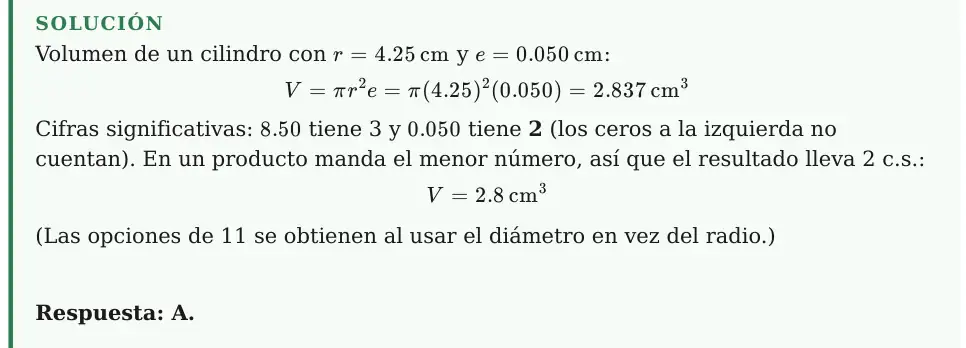 SOLUCIÓN
Volumen de un cilindro con r = 4.25 cm y e = 0.050 cm:
V = πr²e = π(4.25)²(0.050) = 2.837 cm³
Cifras significativas: 8.50 tiene 3 y 0.050 tiene 2 (los ceros a la izquierda no
cuentan). En un producto manda el menor número, así que el resultado lleva 2 c.s.:
V = 2.8 cm³
(Las opciones de 11 se obtienen al usar el diámetro en vez del radio.)
Respuesta: A.